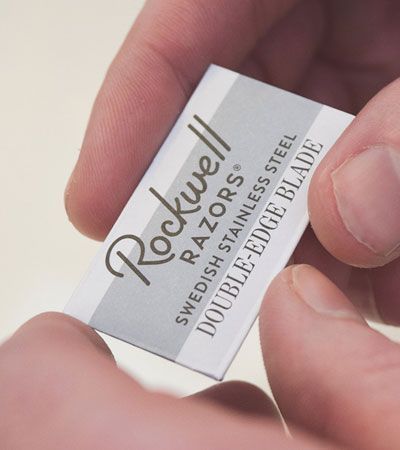 Rockwell
RAZORS®
SWEDISH STAINLESS STEEL
DOUBLE-EDGE BLADE